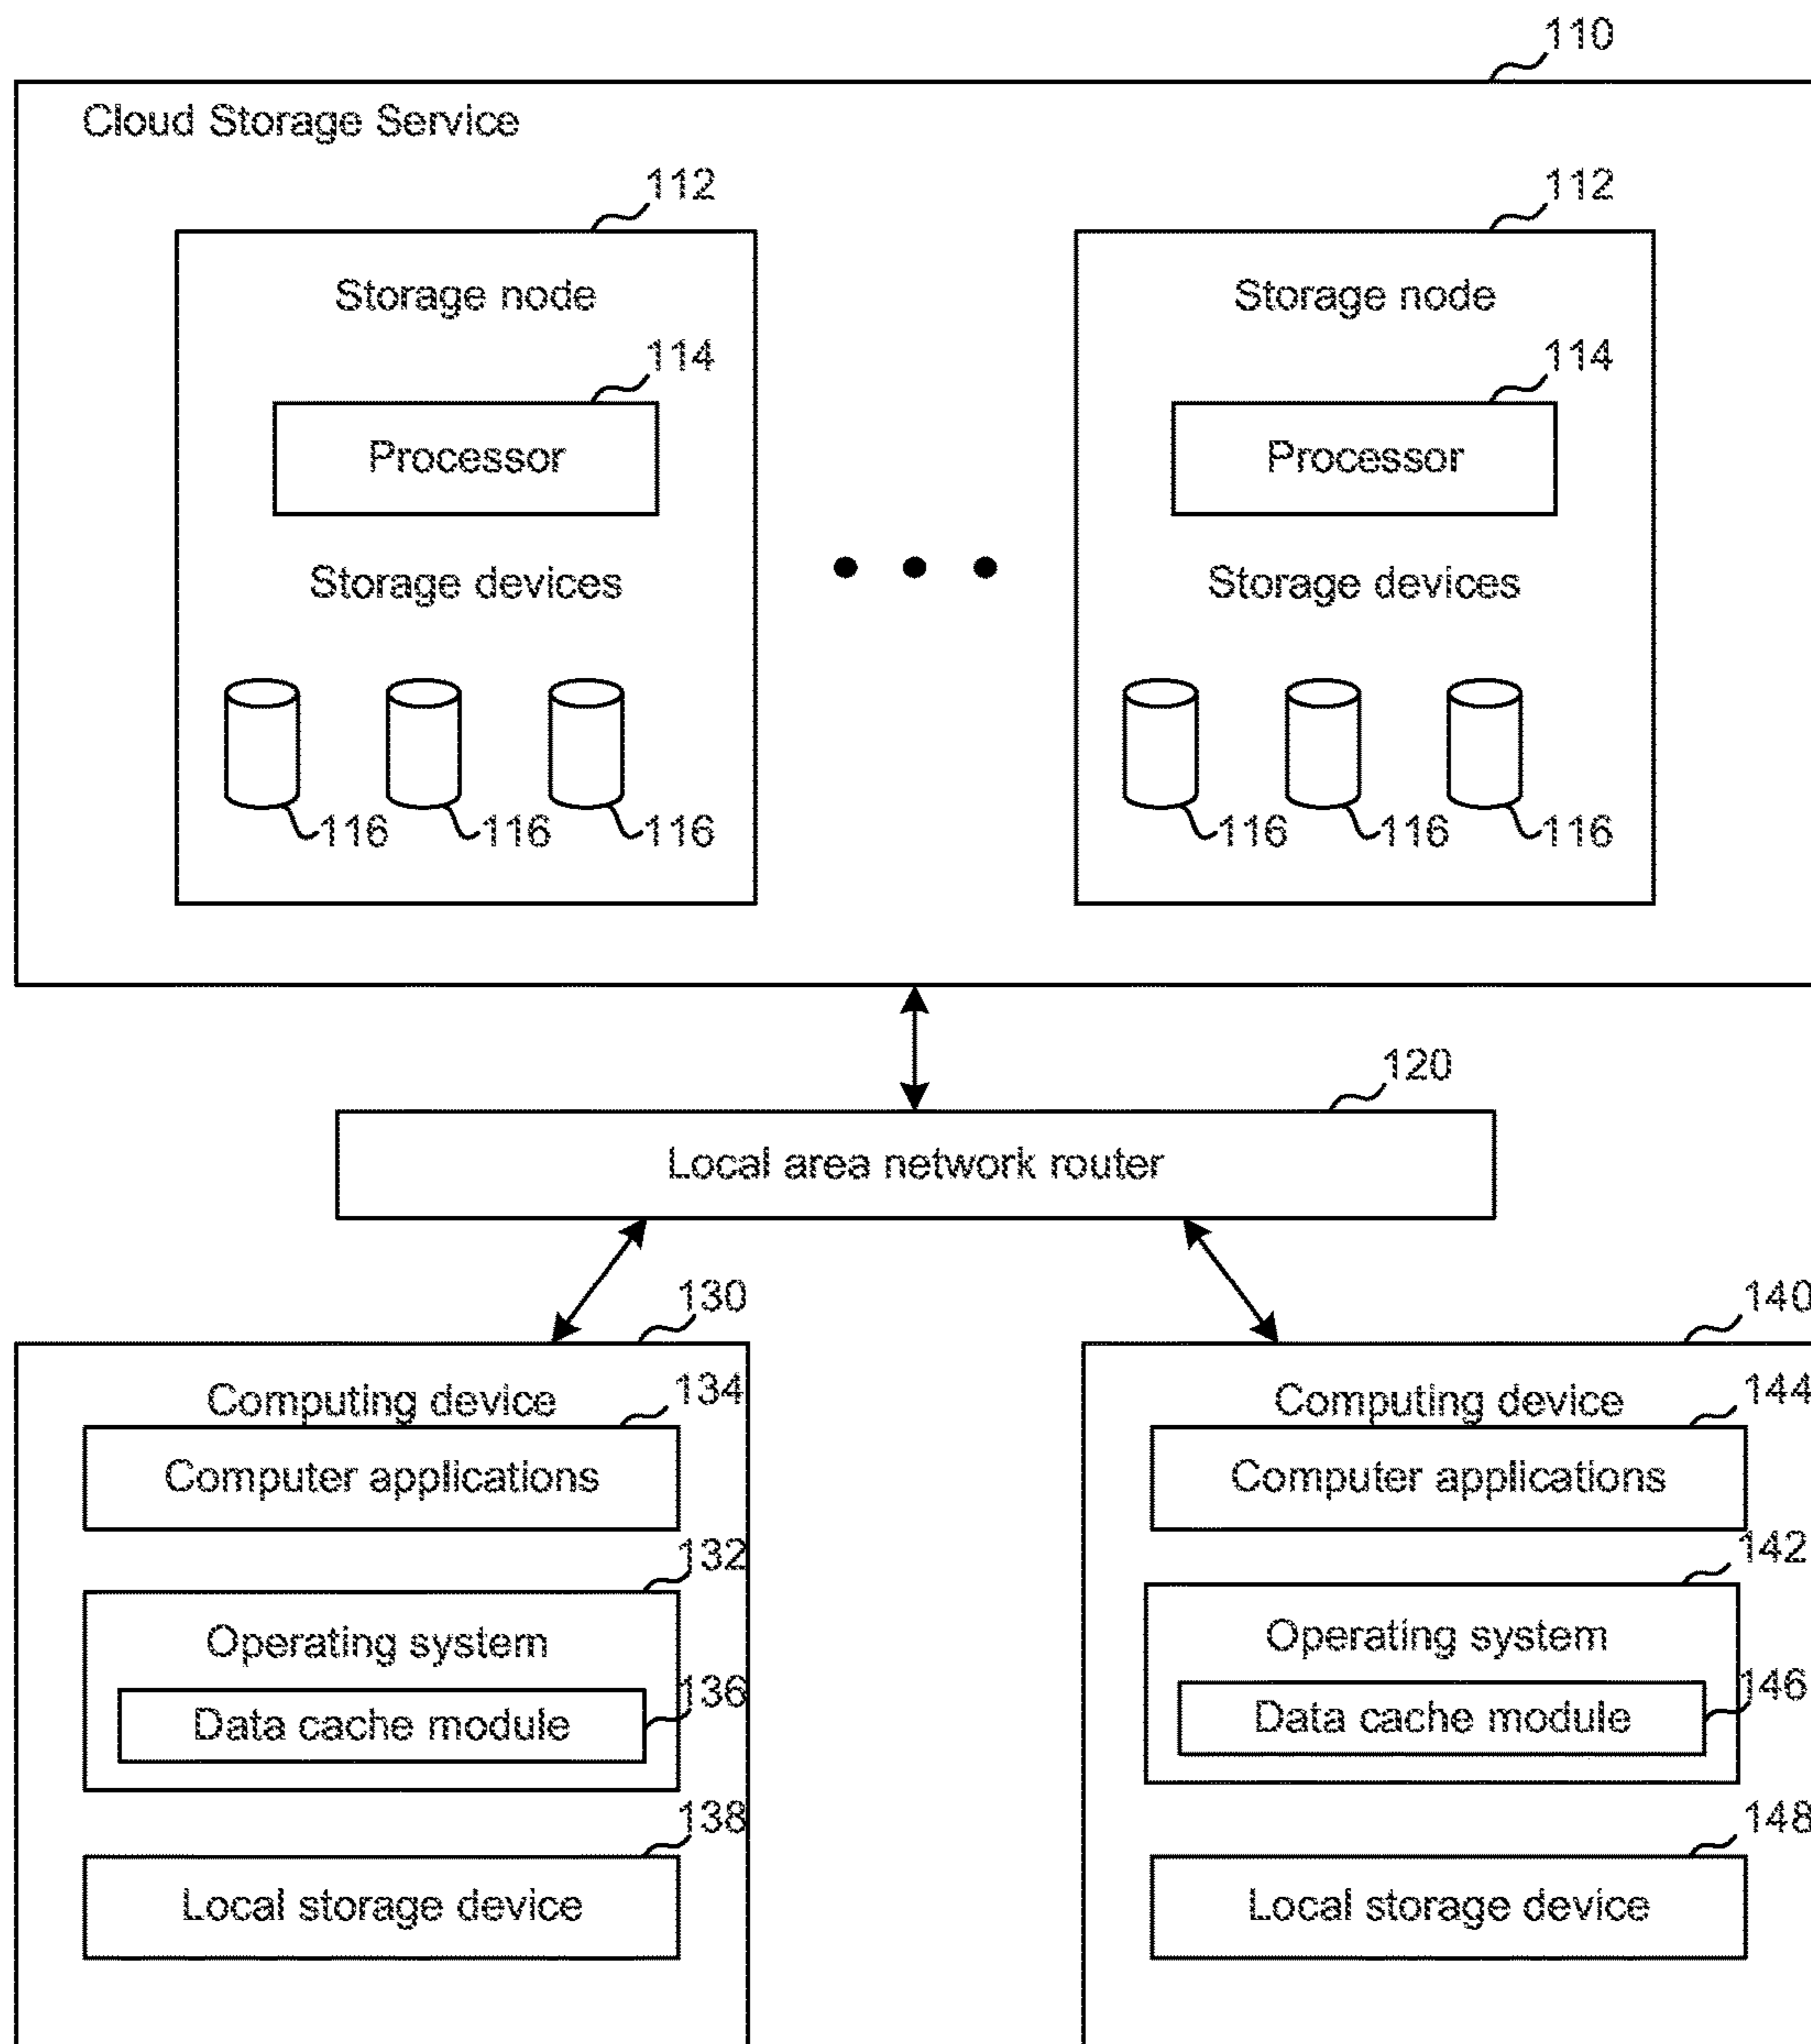 110
Cloud Storage Service
112 112
Storage node Storage node
114 114
Processor Processor
Storage devices Storage devices
116 116 116 116 116 116
120
Local area network router
130 140
Computing device 134 Computing device 144
Computer applications Computer applications
132 142
Operating system Operating system
136 146
Data cache module Data cache module
138 148
Local storage device Local storage device